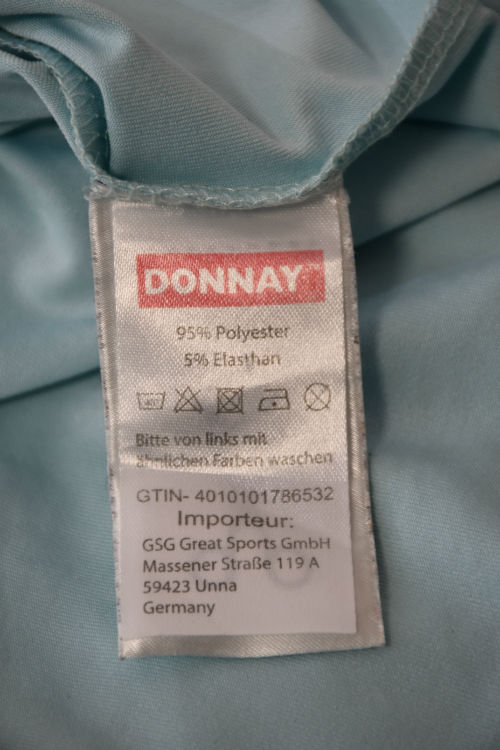 DONNAY
95% Polyester
5% Elasthan
40
Bitte von links mit
ähnlichen Farben waschen
GTIN- 4010101786532
Importeur:
GSG Great Sports GmbH
Massener Straße 119 A
59423 Unna
Germany